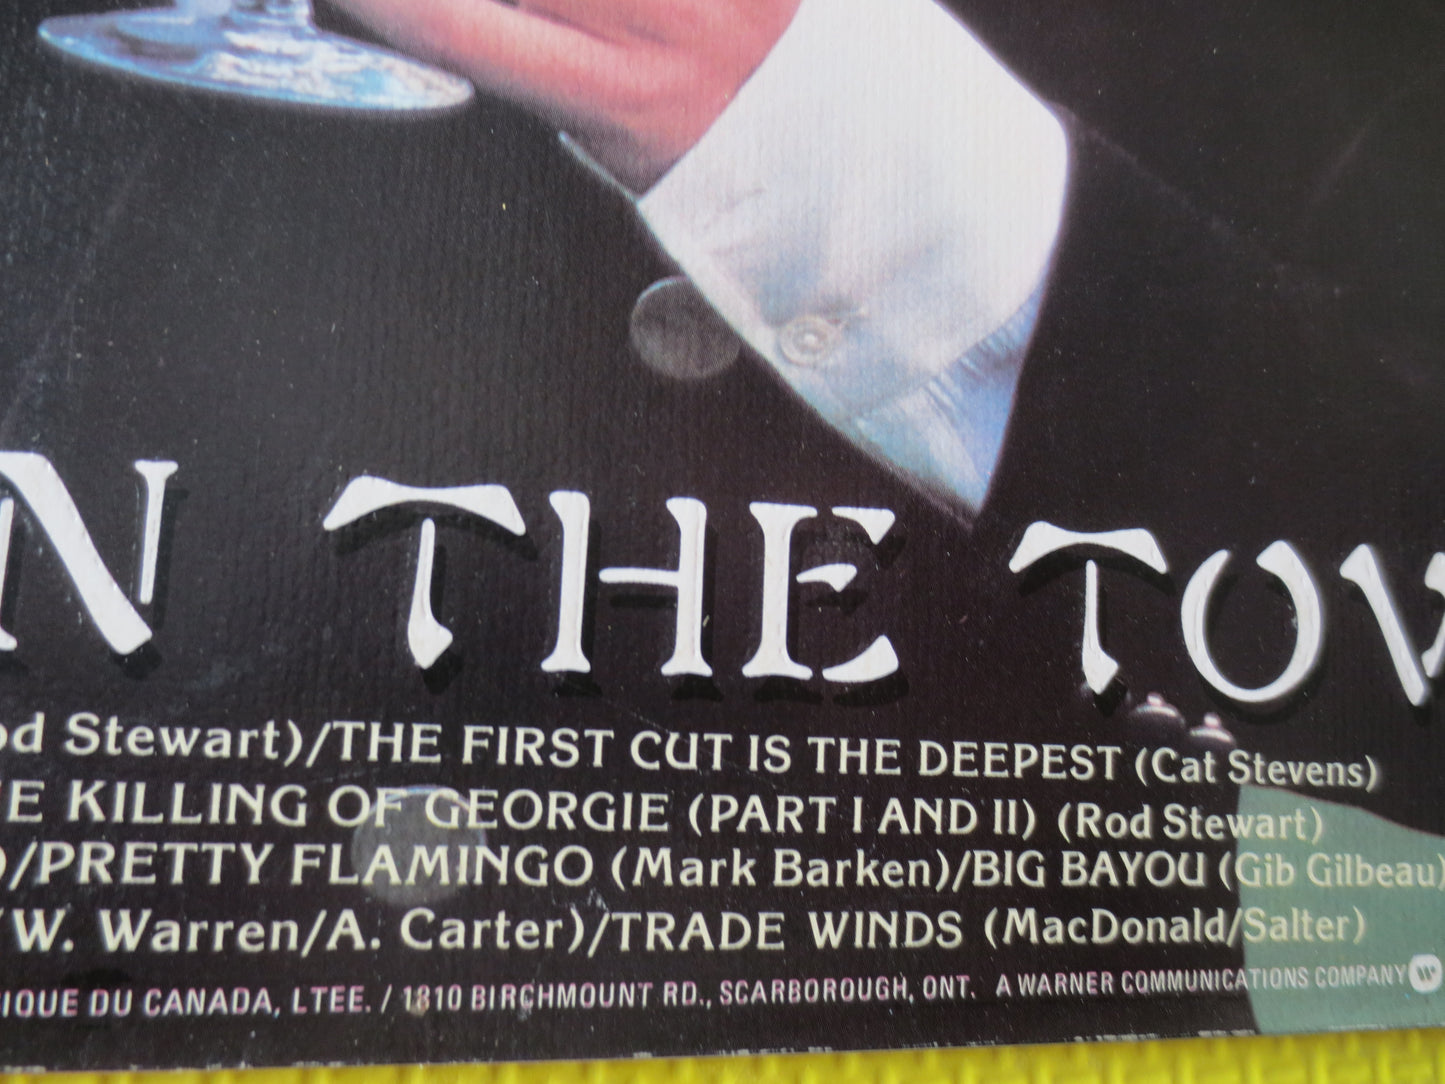 N THE TOW
od Stewart)/THE FIRST CUT IS THE DEEPEST (Cat Stevens)
E KILLING OF GEORGIE (PART I AND II) (Rod Stewart)
)/PRETTY FLAMINGO (Mark Barken)/BIG BAYOU (Gib Gilbeau)
(W. Warren/A. Carter)/TRADE WINDS (MacDonald/Salter)
IQUE DU CANADA, LTEE. / 1810 BIRCHMOUNT RD., SCARBOROUGH, ONT. A WARNER COMMUNICATIONS COMPANY